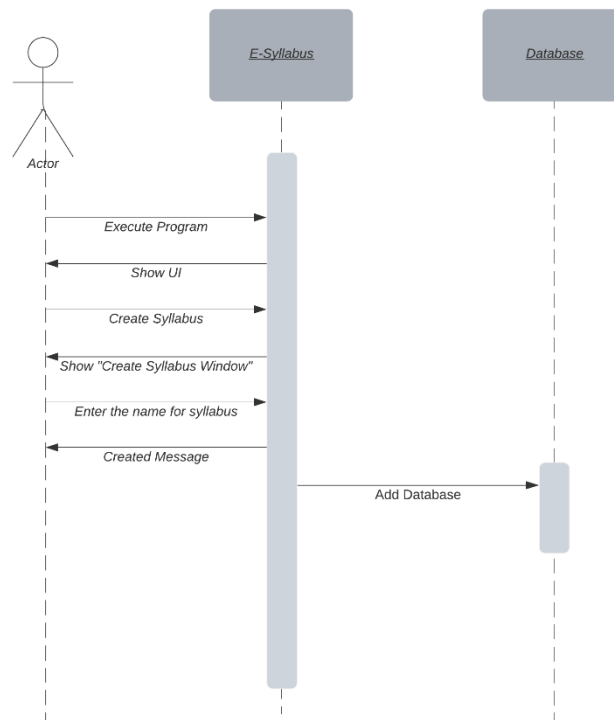 E-Syllabus
Database
Actor
Execute Program
Show UI
Create Syllabus
Show "Create Syllabus Window"
Enter the name for syllabus
Created Message
Add Database